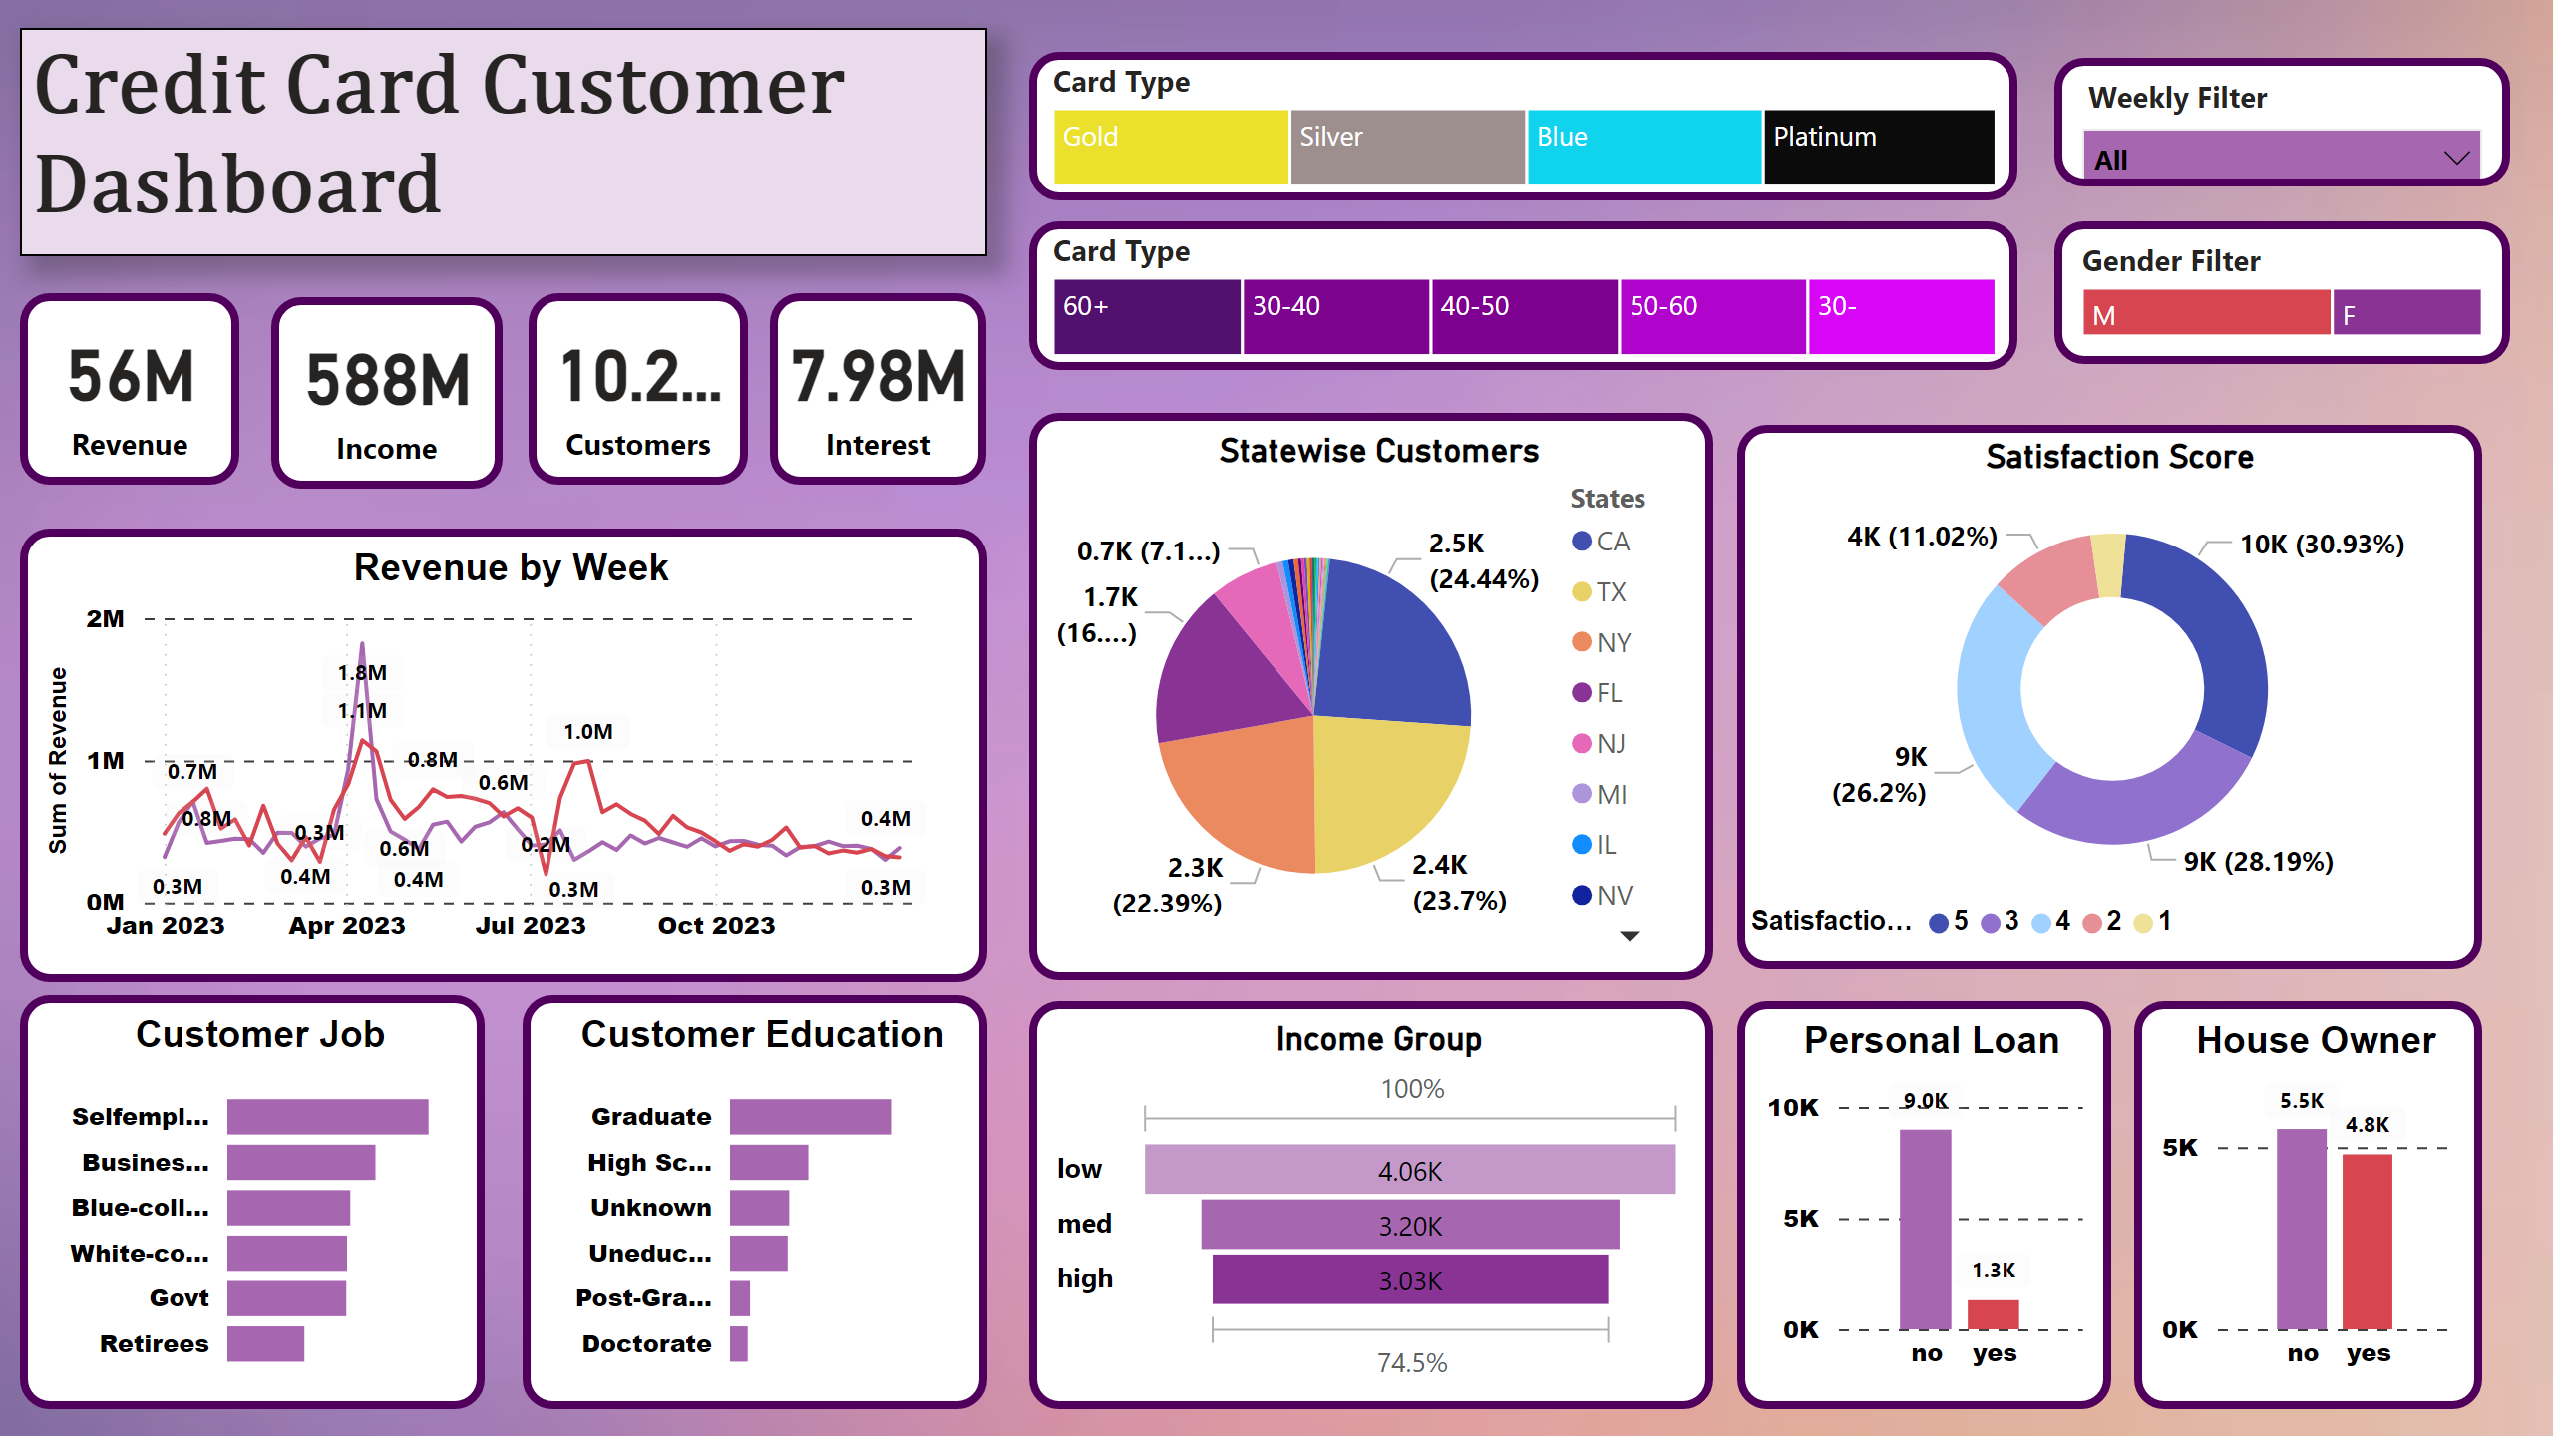 Credit Card Customer
Dashboard
Card Type
Gold
Silver
Blue
Platinum
Weekly Filter
All
Card Type
60+
30-40
40-50
50-60
30-
Gender Filter
M
F
56M
Revenue
588M
Income
10.2...
Customers
7.98M
Interest
Revenue by Week
Sum of Revenue
2M
1M
0M
1.8M
1.1M
1.0M
0.7M
0.8M
0.6M
0.8M
0.3M
0.6M
0.2M
0.4M
0.3M
0.4M
0.4M
0.3M
0.3M
Jan 2023
Apr 2023
Jul 2023
Oct 2023
Statewise Customers
0.7K (7.1...)
1.7K
(16....)
2.5K
(24.44%)
2.3K
(22.39%)
2.4K
(23.7%)
States
CA
TX
NY
FL
NJ
MI
IL
NV
Satisfaction Score
4K (11.02%)
10K (30.93%)
9K
(26.2%)
9K (28.19%)
Satisfactio...
5
3
4
2
1
Customer Job
Selfempl...
Busines...
Blue-coll...
White-co...
Govt
Retirees
Customer Education
Graduate
High Sc...
Unknown
Uneduc...
Post-Gra...
Doctorate
Income Group
100%
low
4.06K
med
3.20K
high
3.03K
74.5%
Personal Loan
10K
5K
0K
9.0K
1.3K
no
yes
House Owner
5K
0K
5.5K
4.8K
no
yes